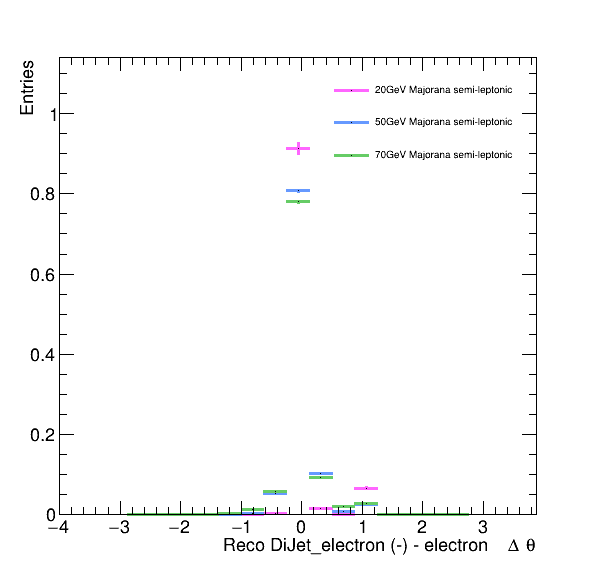 Entries
20GeV Majorana semi-leptonic
50GeV Majorana semi-leptonic
70GeV Majorana semi-leptonic
1
0.8
0.6
0.4
0.2
0
−4 −3 −2 −1 0 1 2 3
Reco DiJet_electron (-) - electron Δ θ